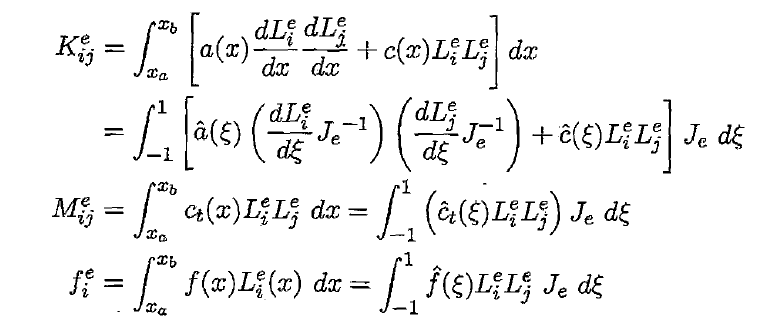 K^e_{ij} = \int_{x_a}^{x_b} \left[ a(x) \frac{dL^e_i}{dx} \frac{dL^e_j}{dx} + c(x) L^e_i L^e_j \right] dx
= \int_{-1}^{1} \left[ \hat{a}(\xi) \left( \frac{dL^e_i}{d\xi} J_e^{-1} \right) \left( \frac{dL^e_j}{d\xi} J_e^{-1} \right) + \hat{c}(\xi) L^e_i L^e_j \right] J_e \, d\xi
M^e_{ij} = \int_{x_a}^{x_b} c_t(x) L^e_i L^e_j \, dx = \int_{-1}^{1} \left( \hat{c}_t(\xi) L^e_i L^e_j \right) J_e \, d\xi
f^e_i = \int_{x_a}^{x_b} f(x) L^e_i(x) \, dx = \int_{-1}^{1} \hat{f}(\xi) L^e_i L^e_j \, J_e \, d\xi